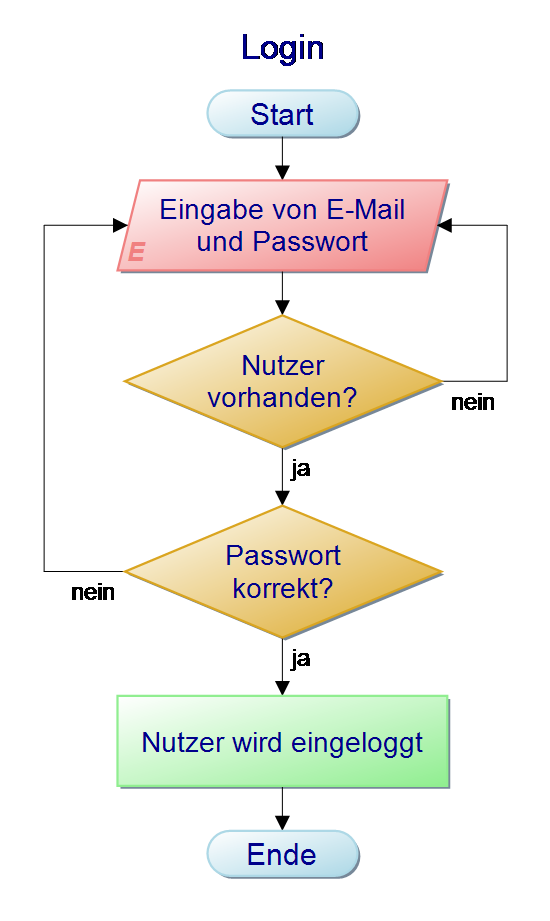 Login
Start
Eingabe von E-Mail
und Passwort
E
Nutzer
vorhanden?
nein
ja
Passwort
korrekt?
nein
ja
Nutzer wird eingeloggt
Ende